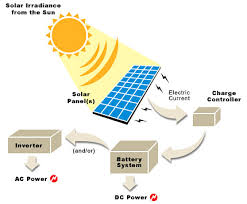 Solar Irradiance
from the Sun
Solar
Panel(s)
Electric
Current
Charge
Controller
Inverter
(and/or)
Battery
System
AC Power
DC Power